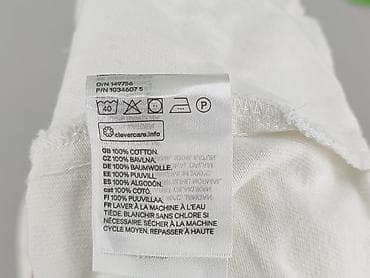 O/N 149756
P/N 1034607 5
40 P
clevercare.info
GB 100% COTTON.
CZ 100% BAVLNA.
DE 100% BAUMWOLLE.
EE 100% PUUVILL.
ES 100% ALGODÓN.
cat 100% COTÓ.
FI 100% PUUVILLAA.
FR LAVER À LA MACHINE À L'EAU
TIÈDE. BLANCHIR SANS CHLORE SI
NÉCESSAIRE. SÉCHER À LA MACHINE
CYCLE MOYEN. REPASSER À HAUTE